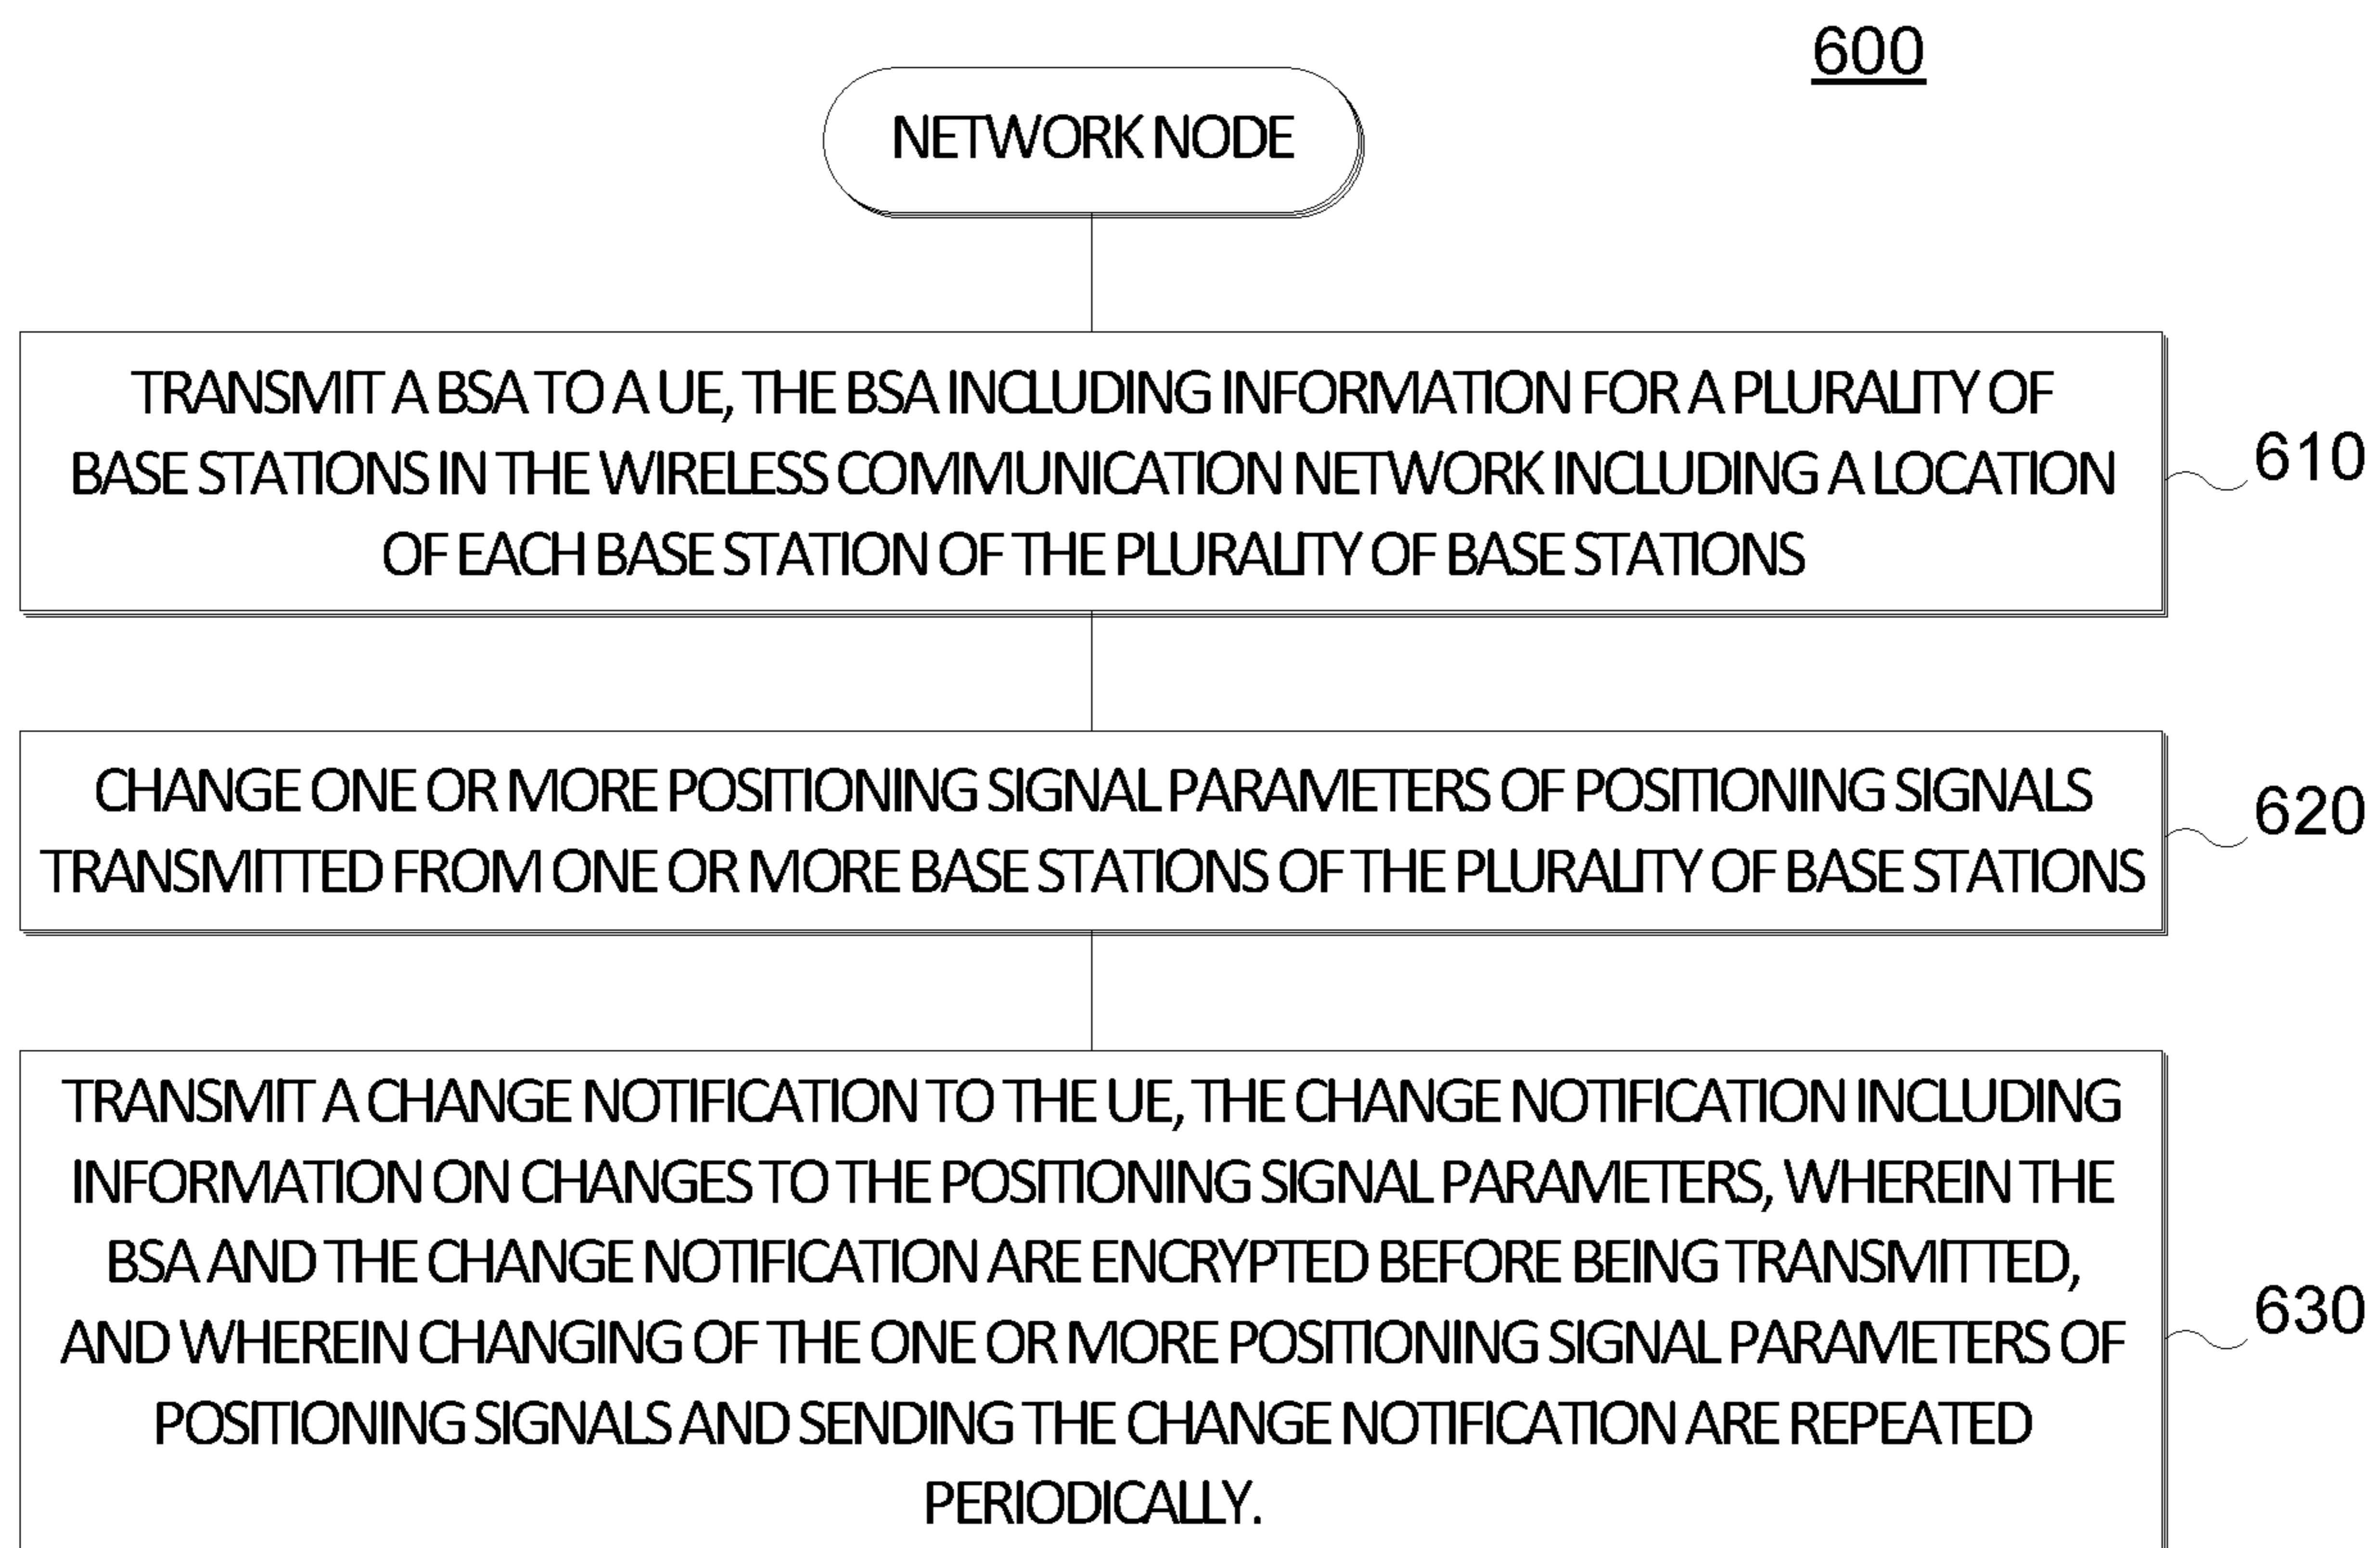 600
NETWORK NODE
TRANSMIT A BSA TO A UE, THE BSA INCLUDING INFORMATION FOR A PLURALITY OF
BASE STATIONS IN THE WIRELESS COMMUNICATION NETWORK INCLUDING A LOCATION
OF EACH BASE STATION OF THE PLURALITY OF BASE STATIONS
610
CHANGE ONE OR MORE POSITIONING SIGNAL PARAMETERS OF POSITIONING SIGNALS
TRANSMITTED FROM ONE OR MORE BASE STATIONS OF THE PLURALITY OF BASE STATIONS
620
TRANSMIT A CHANGE NOTIFICATION TO THE UE, THE CHANGE NOTIFICATION INCLUDING
INFORMATION ON CHANGES TO THE POSITIONING SIGNAL PARAMETERS, WHEREIN THE
BSA AND THE CHANGE NOTIFICATION ARE ENCRYPTED BEFORE BEING TRANSMITTED,
AND WHEREIN CHANGING OF THE ONE OR MORE POSITIONING SIGNAL PARAMETERS OF
POSITIONING SIGNALS AND SENDING THE CHANGE NOTIFICATION ARE REPEATED
PERIODICALLY.
630